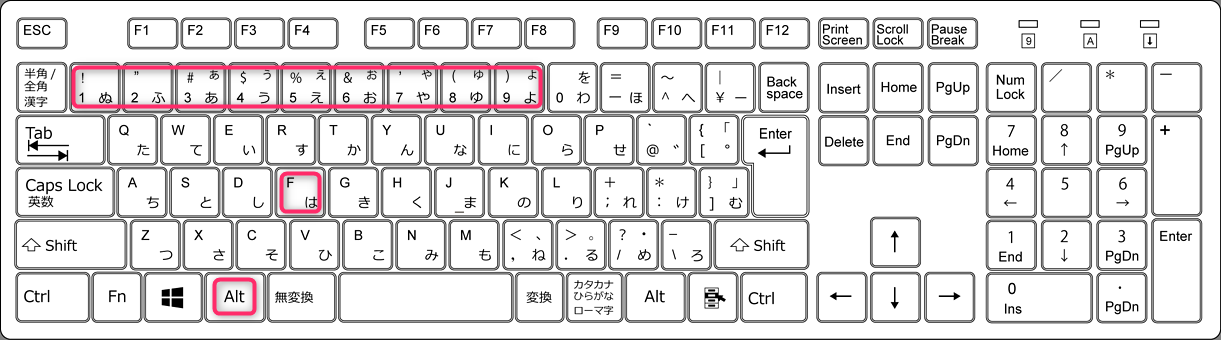 ESC F1 F2 F3 F4 F5 F6 F7 F8 F9 F10 F11 F12 Print Screen Scroll Lock Pause Break 9 A ⬇
半角/全角 漢字 ! 1 ぬ " 2 ふ # ぁ 3 あ $ ぅ 4 う % ぇ 5 え & ぉ 6 お ' ゃ 7 や ( ゅ 8 ゆ ) ょ 9 よ を 0 わ = - ほ ~ ^ へ | ¥ ー Back space Insert Home PgUp Num Lock / * -
Tab Q た W て E い R す T か Y ん U な I に O ら P せ ` @ ゛ { 「 [ ° Enter Delete End PgDn 7 Home 8 ↑ 9 PgUp +
Caps Lock 英数 A ち S と D し F は G き H く J _ま K の L り + ; れ * : け } 」 ] む 4 ← 5 6 →
Shift Z つ X さ C そ V ひ B こ N み M も < 、 , ね > 。 . る ? ・ / め _ \ ろ Shift ↑ 1 End 2 ↓ 3 PgDn Enter
Ctrl Fn Alt 無変換 変換 カタカナ ひらがな ローマ字 Alt Ctrl ← ↓ → 0 Ins . PgDn